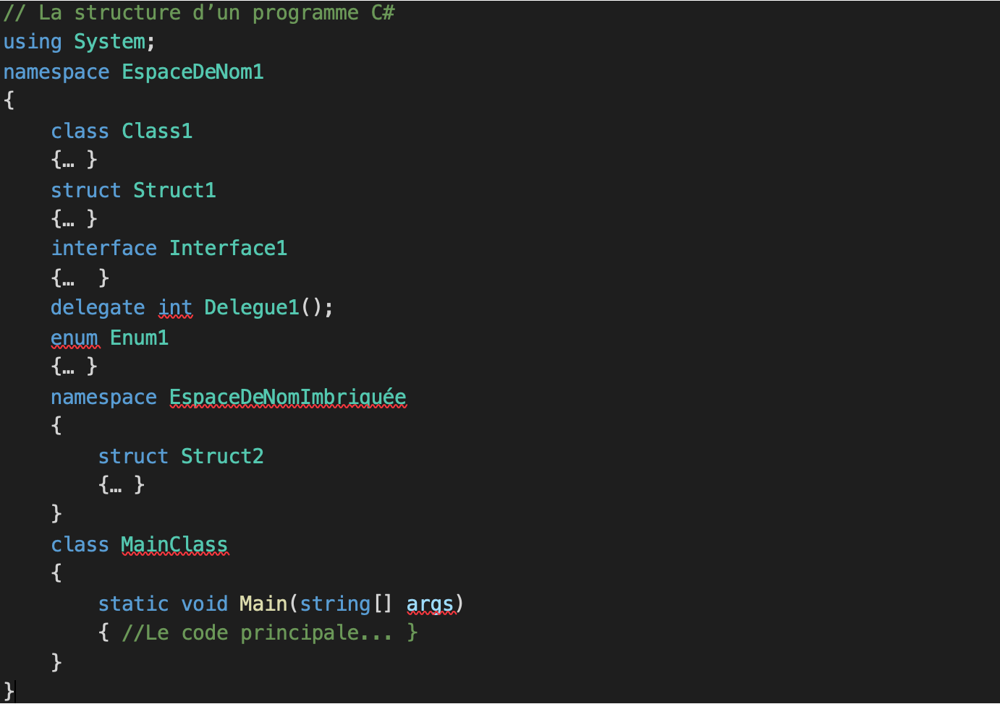 // La structure d’un programme C#
using System;
namespace EspaceDeNom1
{
    class Class1
    {… }
    struct Struct1
    {… }
    interface Interface1
    {…  }
    delegate int Delegue1();
    enum Enum1
    {… }
    namespace EspaceDeNomImbriquée
    {
        struct Struct2
        {… }
    }
    class MainClass
    {
        static void Main(string[] args)
        { //Le code principale... }
    }
}